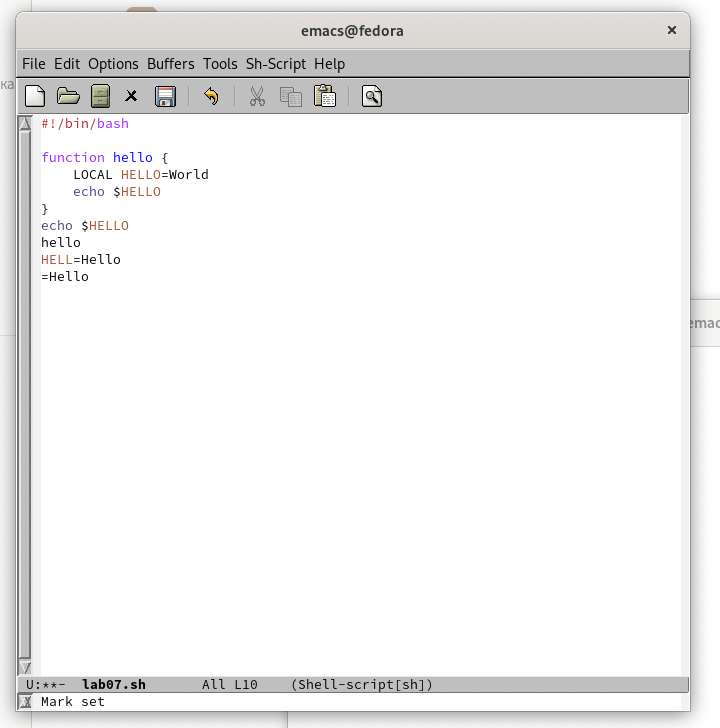 emacs@fedora
File Edit Options Buffers Tools Sh-Script Help
#!/bin/bash
function hello {
    LOCAL HELLO=World
    echo $HELLO
}
echo $HELLO
hello
HELL=Hello
=Hello
U:**-  lab07.sh       All L10    (Shell-script[sh])
Mark set
ка
emac